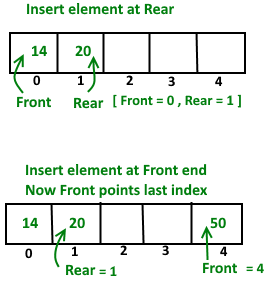 Insert element at Rear
14 20
0 1 2 3 4
Front Rear [ Front = 0 , Rear = 1 ]
Insert element at Front end
Now Front points last index
14 20 50
0 1 2 3 4
Rear = 1 Front = 4